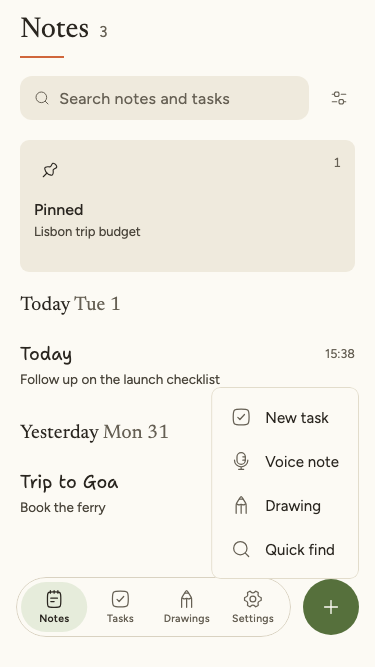 Notes 3
Search notes and tasks
1
Pinned
Lisbon trip budget
Today Tue 1
Today 15:38
Follow up on the launch checklist
Yesterday Mon 31
Trip to Goa
Book the ferry
New task
Voice note
Drawing
Quick find
Notes Tasks Drawings Settings